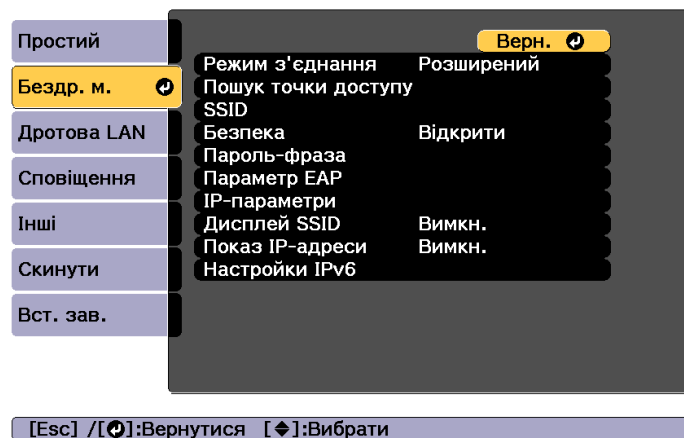 Простий
Бездр. м.
Дротова LAN
Сповіщення
Інші
Скинути
Вст. зав.
Верн.
Режим з'єднання Розширений
Пошук точки доступу
SSID
Безпека Відкрити
Пароль-фраза
Параметр EAP
IP-параметри
Дисплей SSID Вимкн.
Показ IP-адреси Вимкн.
Настройки IPv6
[Esc] /[⏎]:Вернутися [◆]:Вибрати